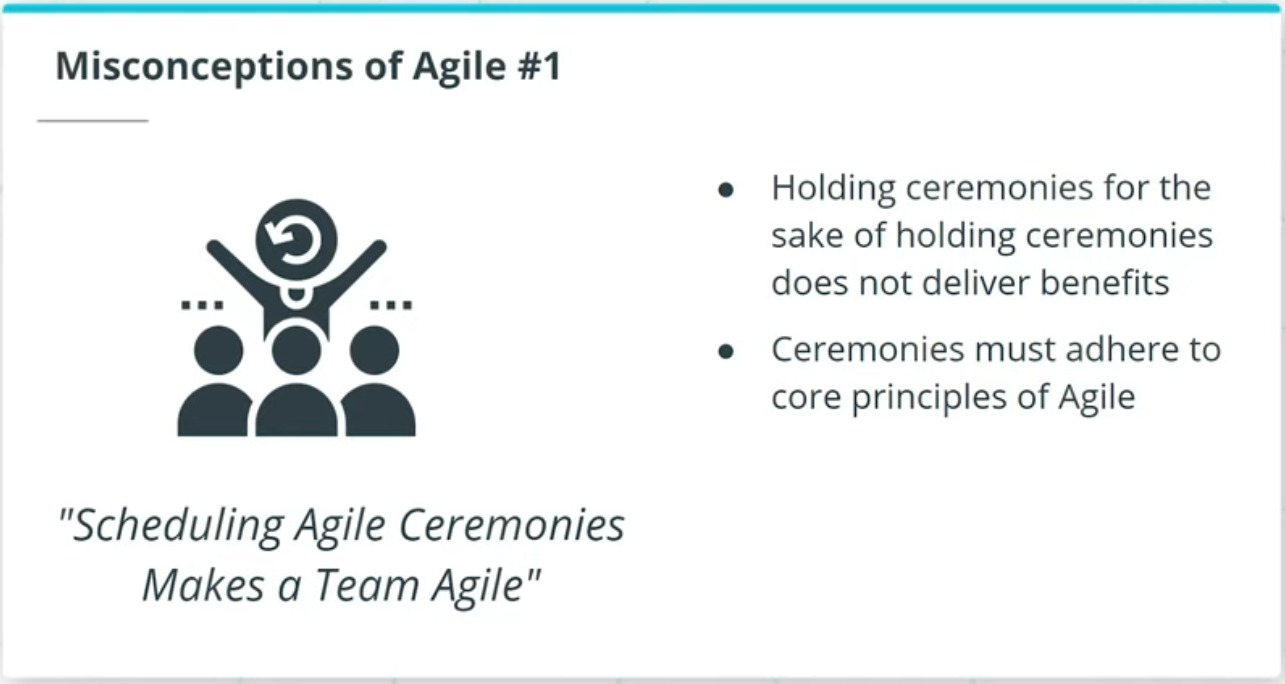 Misconceptions of Agile #1
● Holding ceremonies for the
sake of holding ceremonies
does not deliver benefits
● Ceremonies must adhere to
core principles of Agile
"Scheduling Agile Ceremonies
Makes a Team Agile"